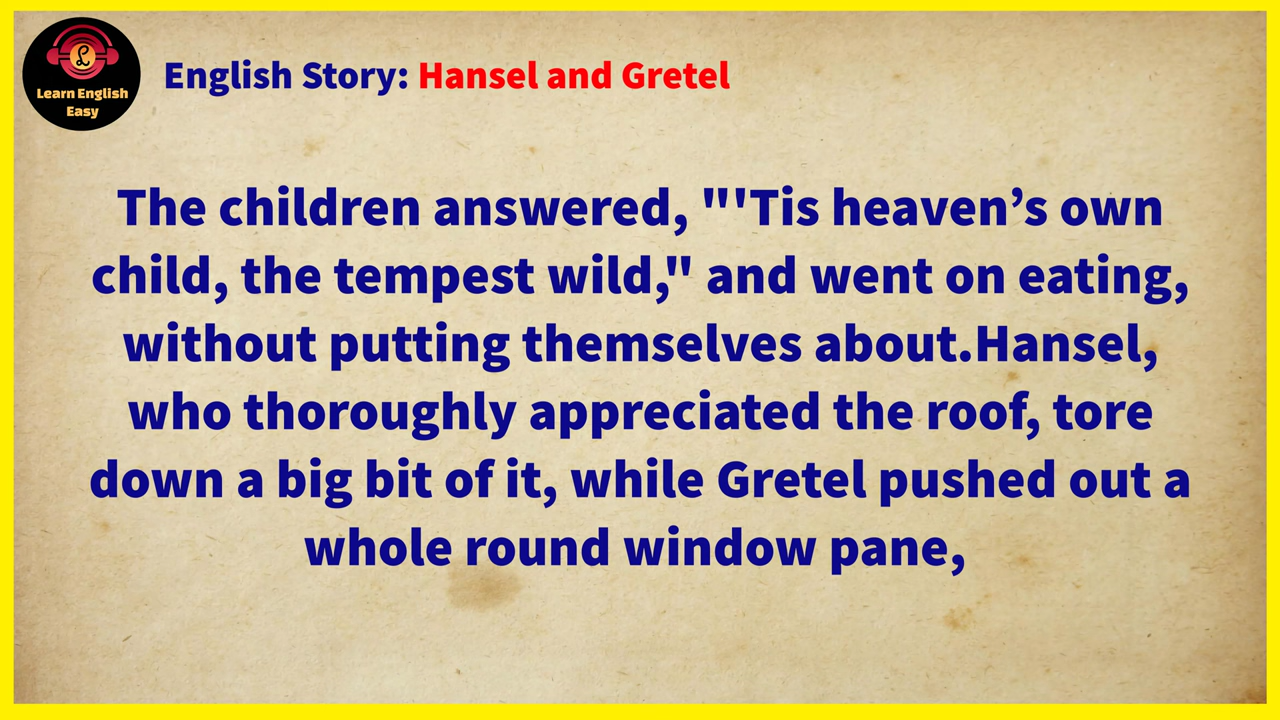 Learn English
Easy
English Story: Hansel and Gretel
The children answered, "'Tis heaven’s own
child, the tempest wild," and went on eating,
without putting themselves about.Hansel,
who thoroughly appreciated the roof, tore
down a big bit of it, while Gretel pushed out a
whole round window pane,